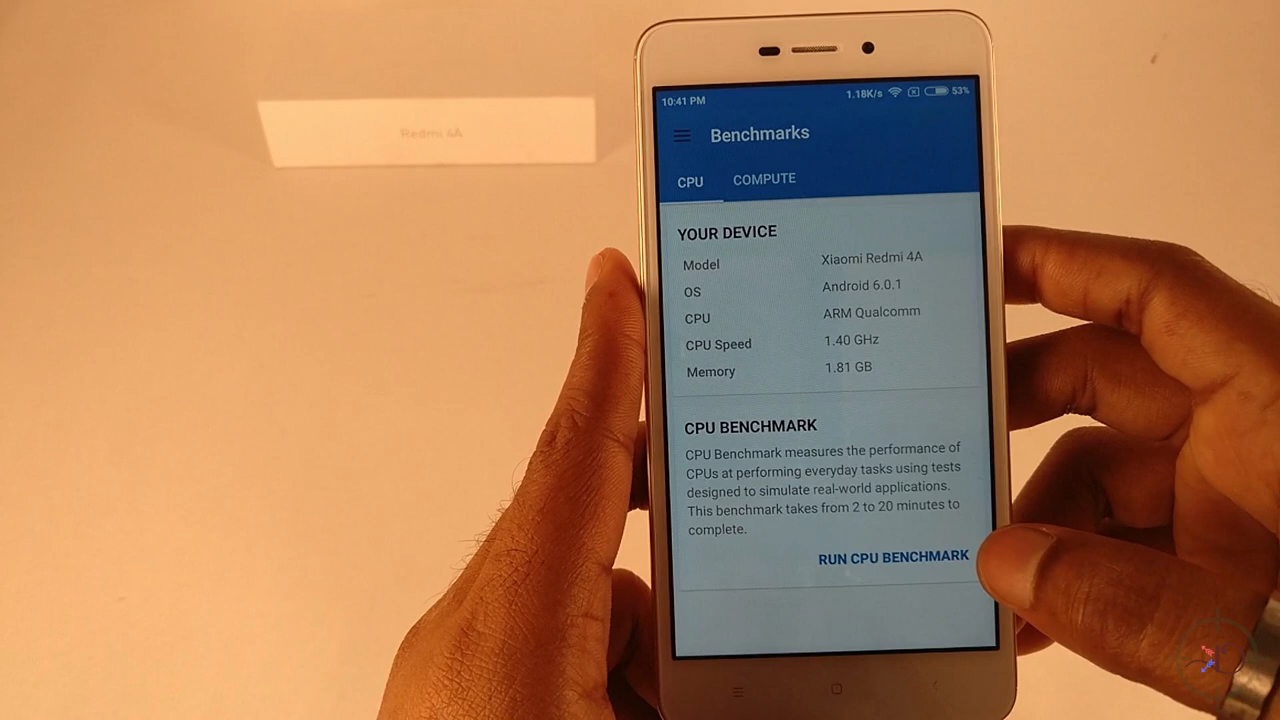 Redmi 4A
10:41 PM 1.18K/s 53%
Benchmarks
CPU COMPUTE
YOUR DEVICE
Model Xiaomi Redmi 4A
OS Android 6.0.1
CPU ARM Qualcomm
CPU Speed 1.40 GHz
Memory 1.81 GB
CPU BENCHMARK
CPU Benchmark measures the performance of
CPUs at performing everyday tasks using tests
designed to simulate real-world applications.
This benchmark takes from 2 to 20 minutes to
complete.
RUN CPU BENCHMARK